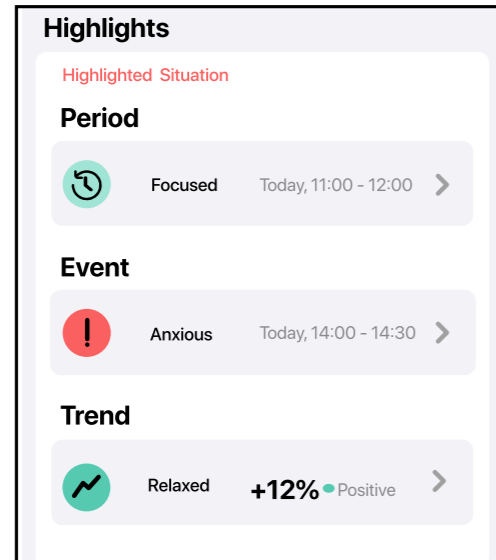 Highlights
Highlighted Situation
Period
Focused Today, 11:00 - 12:00
Event
Anxious Today, 14:00 - 14:30
Trend
Relaxed +12% Positive